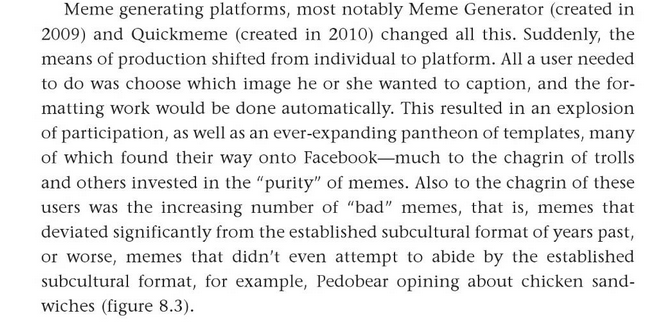 Meme generating platforms, most notably Meme Generator (created in
2009) and Quickmeme (created in 2010) changed all this. Suddenly, the
means of production shifted from individual to platform. All a user needed
to do was choose which image he or she wanted to caption, and the for-
matting work would be done automatically. This resulted in an explosion
of participation, as well as an ever-expanding pantheon of templates, many
of which found their way onto Facebook—much to the chagrin of trolls
and others invested in the “purity” of memes. Also to the chagrin of these
users was the increasing number of “bad” memes, that is, memes that
deviated significantly from the established subcultural format of years past,
or worse, memes that didn’t even attempt to abide by the established
subcultural format, for example, Pedobear opining about chicken sand-
wiches (figure 8.3).